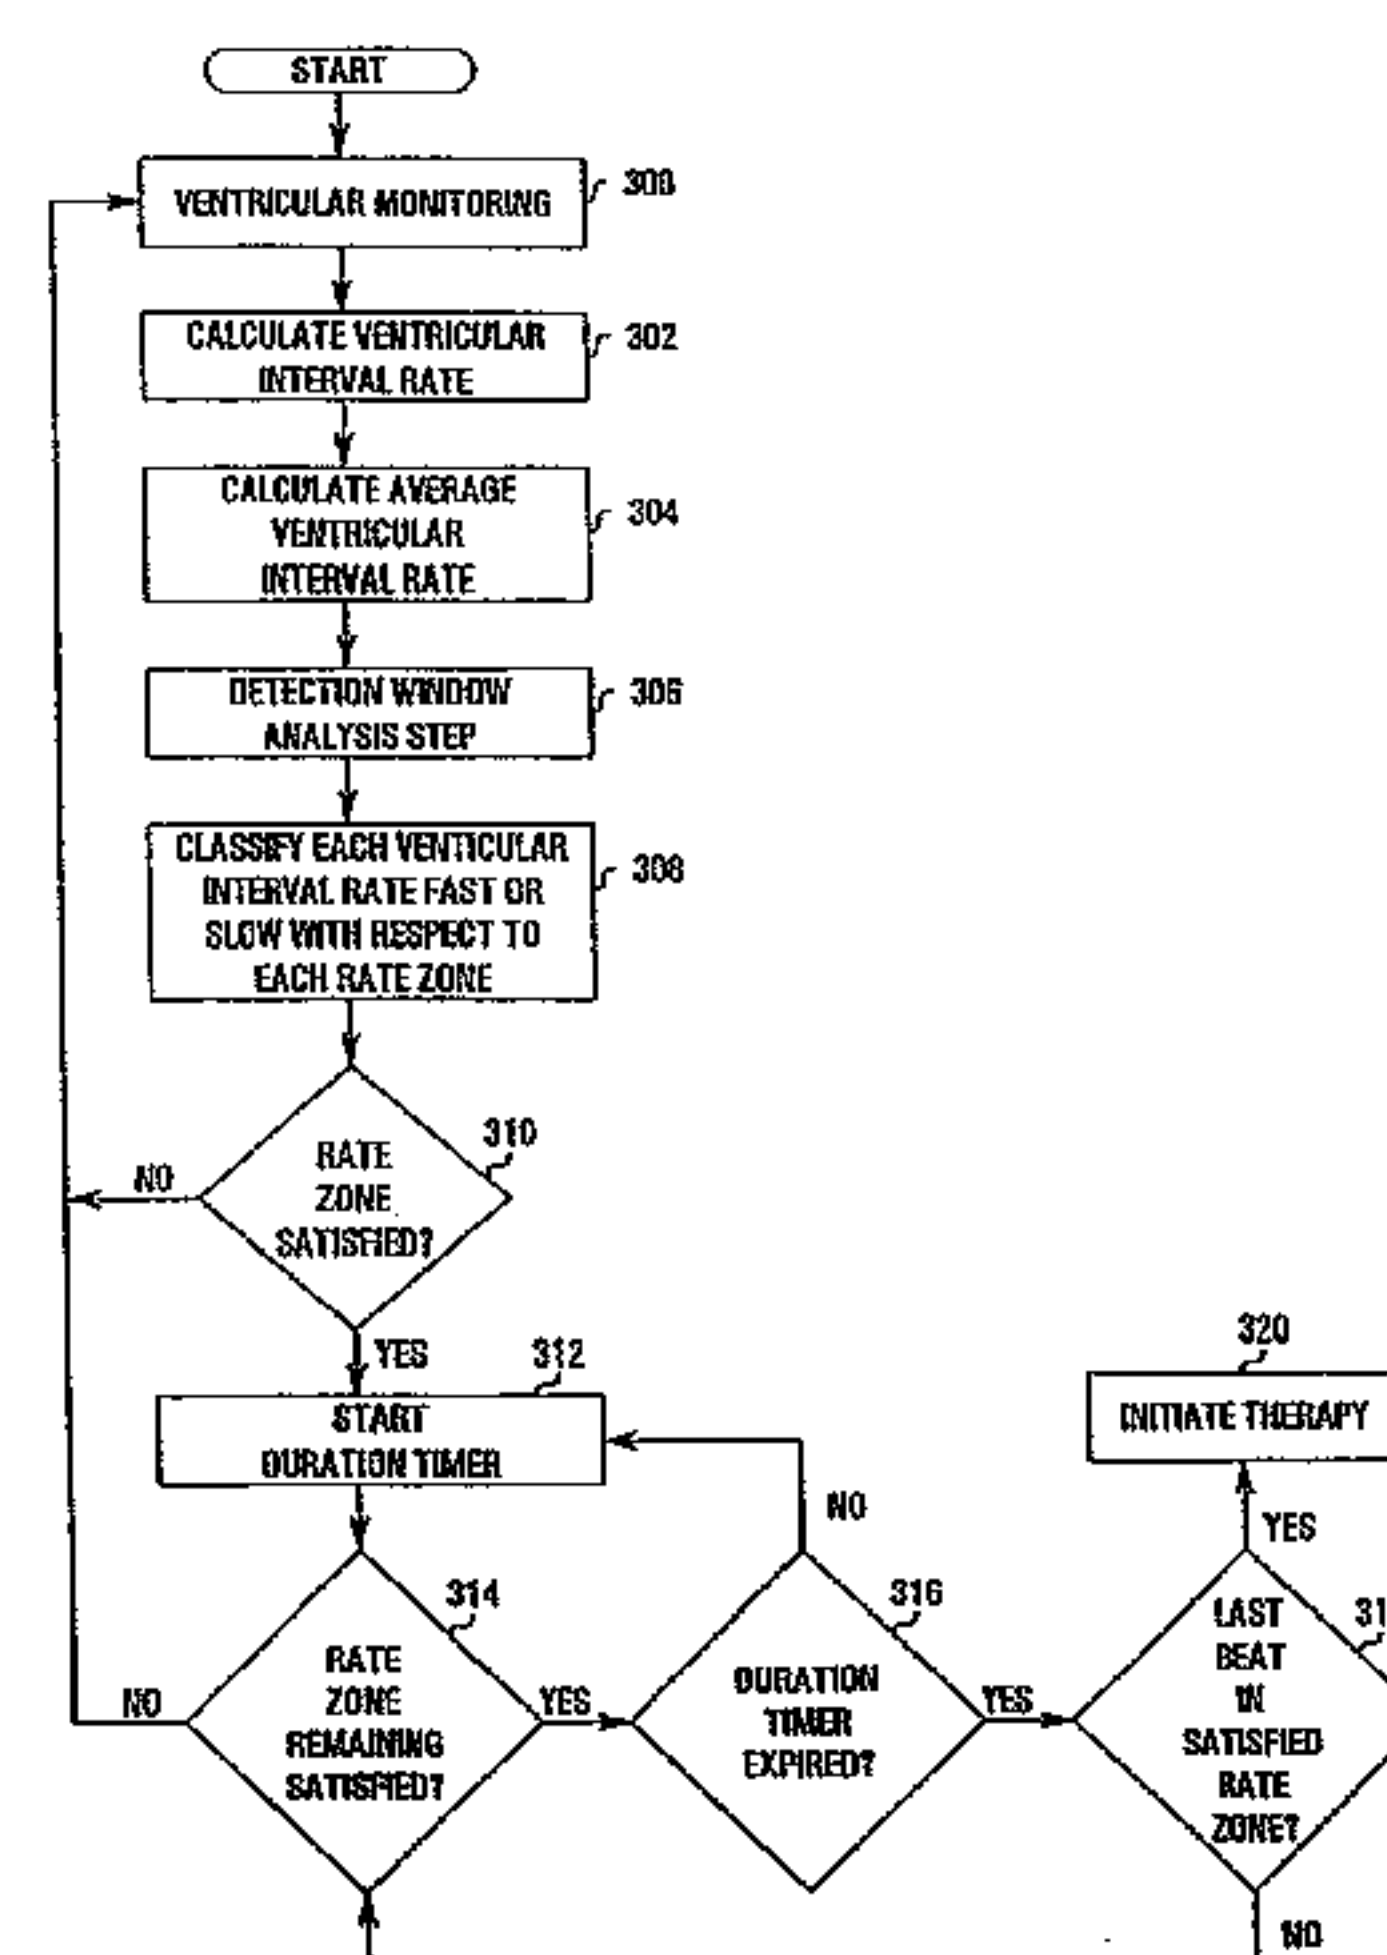 START
VENTRICULAR MONITORING
300
CALCULATE VENTRICULAR
INTERVAL RATE
302
CALCULATE AVERAGE
VENTRICULAR
INTERVAL RATE
304
DETECTION WINDOW
ANALYSIS STEP
306
CLASSIFY EACH VENTICULAR
INTERVAL RATE FAST OR
SLOW WITH RESPECT TO
EACH RATE ZONE
308
310
RATE
ZONE
SATISFIED?
NO
YES
312
START
DURATION TIMER
314
RATE
ZONE
REMAINING
SATISFIED?
NO
YES
316
DURATION
TIMER
EXPIRED?
NO
YES
320
INITIATE THERAPY
YES
31
LAST
BEAT
IN
SATISFIED
RATE
ZONE?
NO